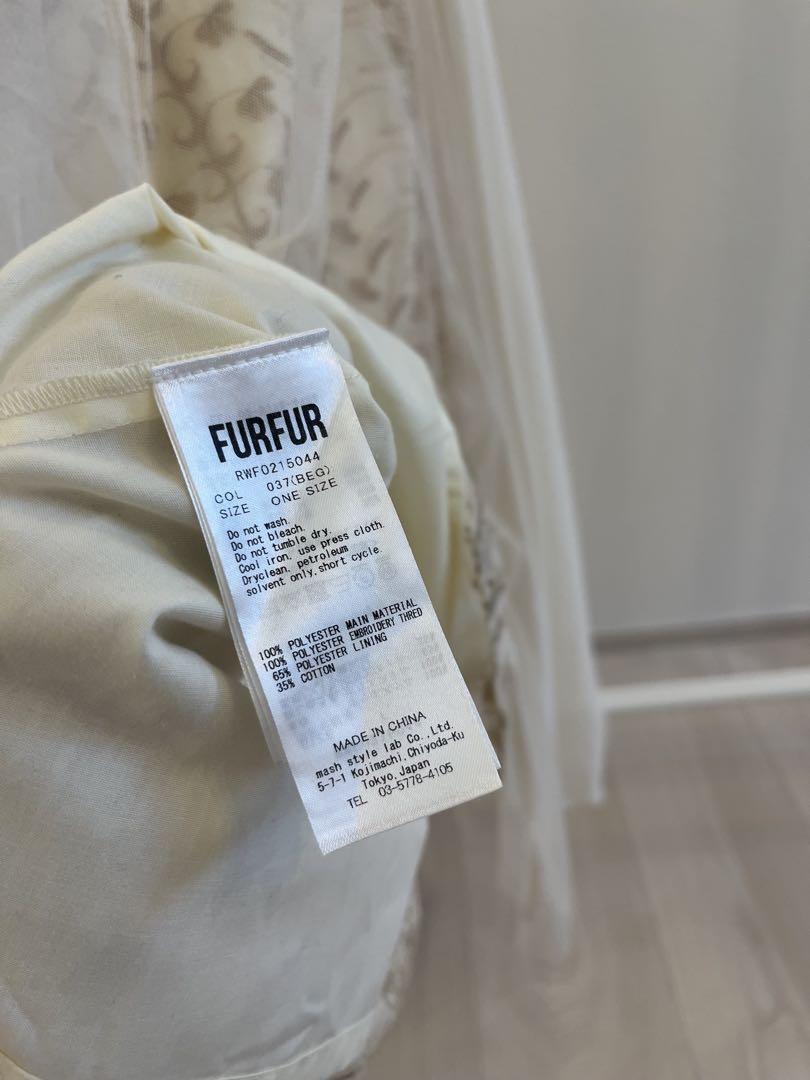 FURFUR
RWF0215044
COL 037(BEG)
SIZE ONE SIZE
Do not wash.
Do not bleach.
Do not tumble dry.
Cool iron, use press cloth.
Dryclean, petroleum
solvent only,short cycle.
100% POLYESTER MAIN MATERIAL
100% POLYESTER EMBROIDERY THRED
65% POLYESTER LINING
35% COTTON
MADE IN CHINA
mash style lab Co.,Ltd.
5-7-1 Kojimachi,Chiyoda-Ku
Tokyo,Japan
TEL 03-5778-4105